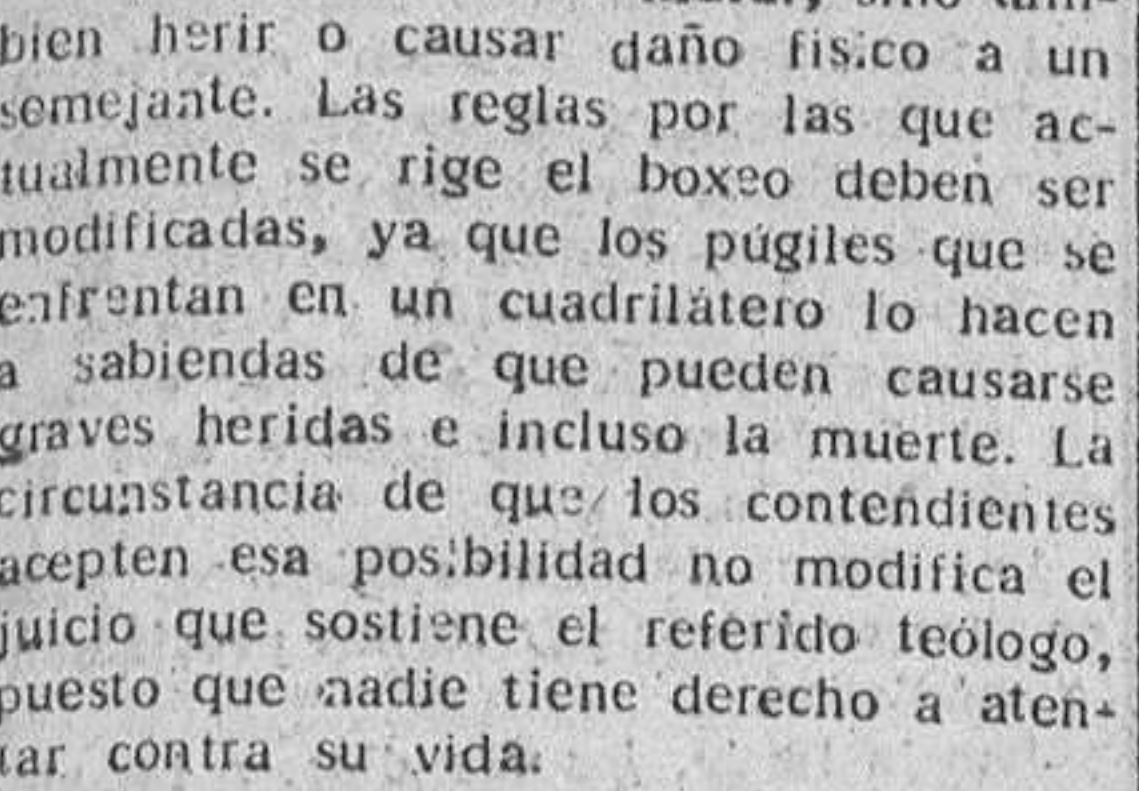 bien herir o causar daño fisico a un
semejante. Las reglas por las que ac-
tualmente se rige el boxeo deben ser
modificadas, ya que los púgiles que se
enfrentan en un cuadrilátero lo hacen
a sabiendas de que pueden causarse
graves heridas e incluso la muerte. La
circunstancia de que los contendientes
acepten esa posibilidad no modifica el
juicio que sostiene el referido teólogo,
puesto que nadie tiene derecho a aten-
tar contra su vida.